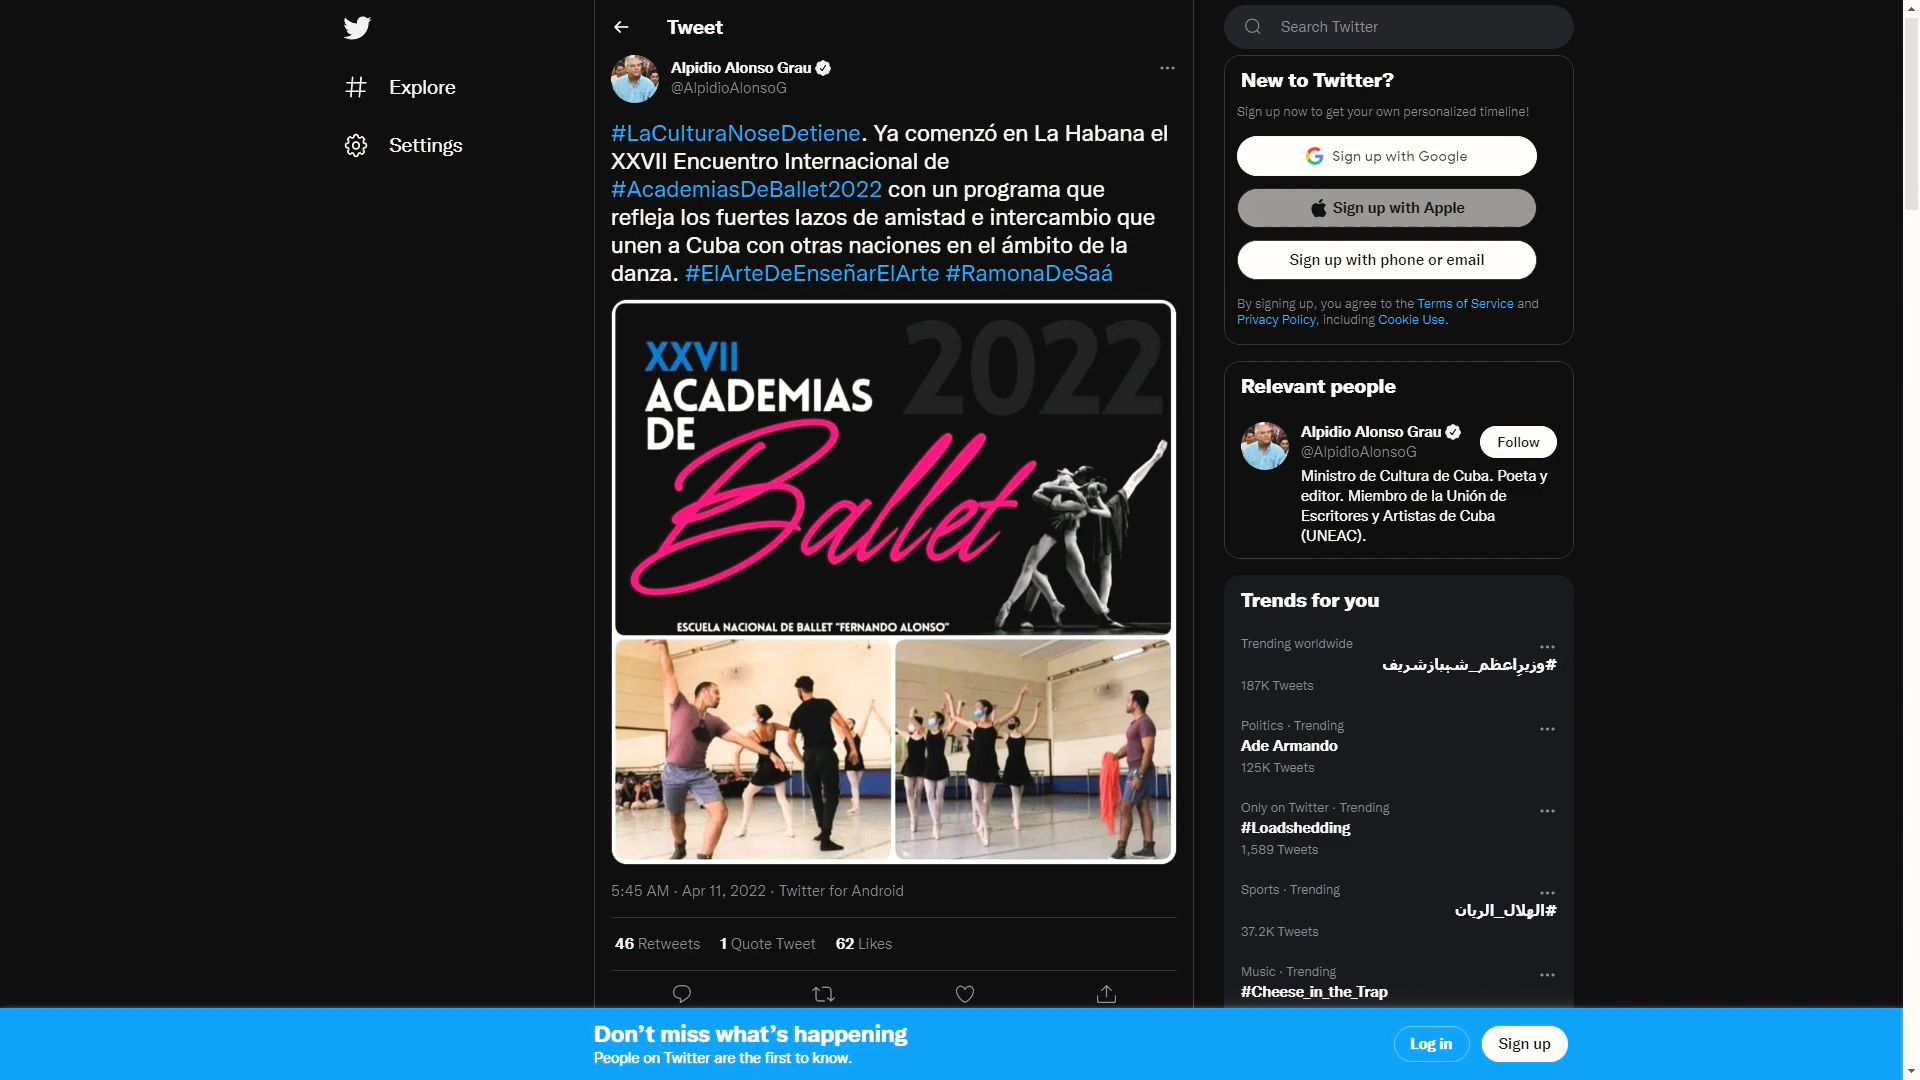 Tweet
Explore
Settings
Alpidio Alonso Grau
@AlpidioAlonsoG
#LaCulturaNoseDetiene. Ya comenzó en La Habana el
XXVII Encuentro Internacional de
#AcademiasDeBallet2022 con un programa que
refleja los fuertes lazos de amistad e intercambio que
unen a Cuba con otras naciones en el ámbito de la
danza. #ElArteDeEnseñarElArte #RamonaDeSaá
2022
XXVII
ACADEMIAS
DE
Ballet
ESCUELA NACIONAL DE BALLET "FERNANDO ALONSO"
5:45 AM · Apr 11, 2022 · Twitter for Android
46 Retweets 1 Quote Tweet 62 Likes
Search Twitter
New to Twitter?
Sign up now to get your own personalized timeline!
Sign up with Google
Sign up with Apple
Sign up with phone or email
By signing up, you agree to the Terms of Service and
Privacy Policy, including Cookie Use.
Relevant people
Alpidio Alonso Grau
@AlpidioAlonsoG
Follow
Ministro de Cultura de Cuba. Poeta y
editor. Miembro de la Unión de
Escritores y Artistas de Cuba
(UNEAC).
Trends for you
Trending worldwide
#وزیرِاعظم_شہبازشریف
187K Tweets
Politics · Trending
Ade Armando
125K Tweets
Only on Twitter · Trending
#Loadshedding
1,589 Tweets
Sports · Trending
#الهلال_الريان
37.2K Tweets
Music · Trending
#Cheese_in_the_Trap
Don’t miss what’s happening
People on Twitter are the first to know.
Log in
Sign up